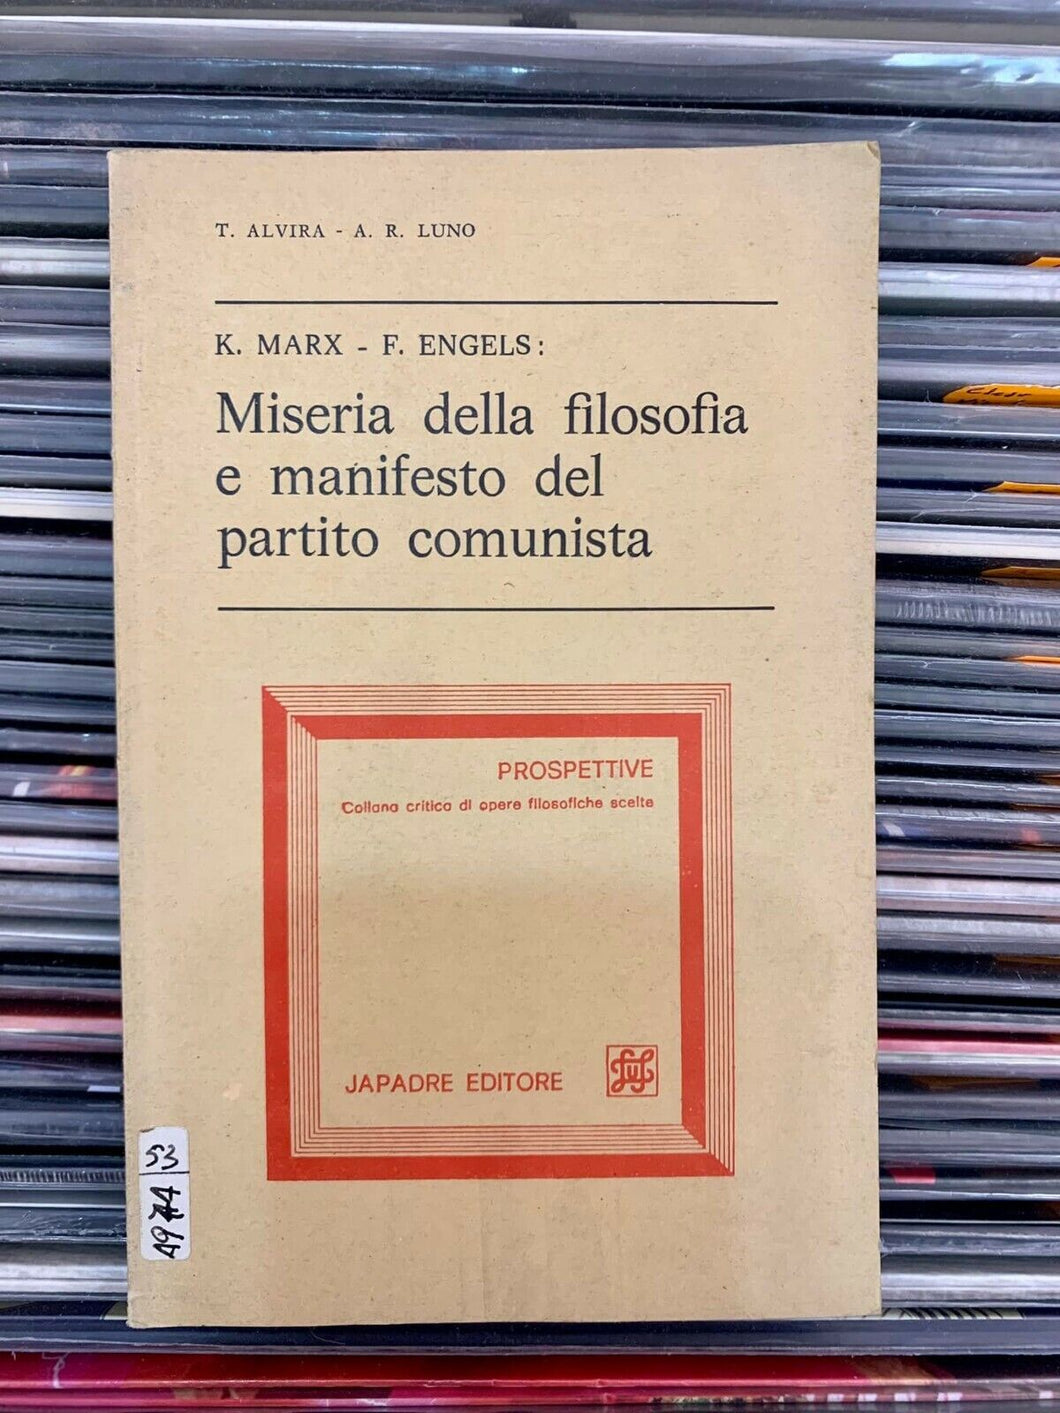 T. ALVIRA - A. R. LUNO
K. MARX - F. ENGELS:
Miseria della filosofia
e manifesto del
partito comunista
PROSPETTIVE
Collana critica di opere filosofiche scelte
JAPADRE EDITORE
53